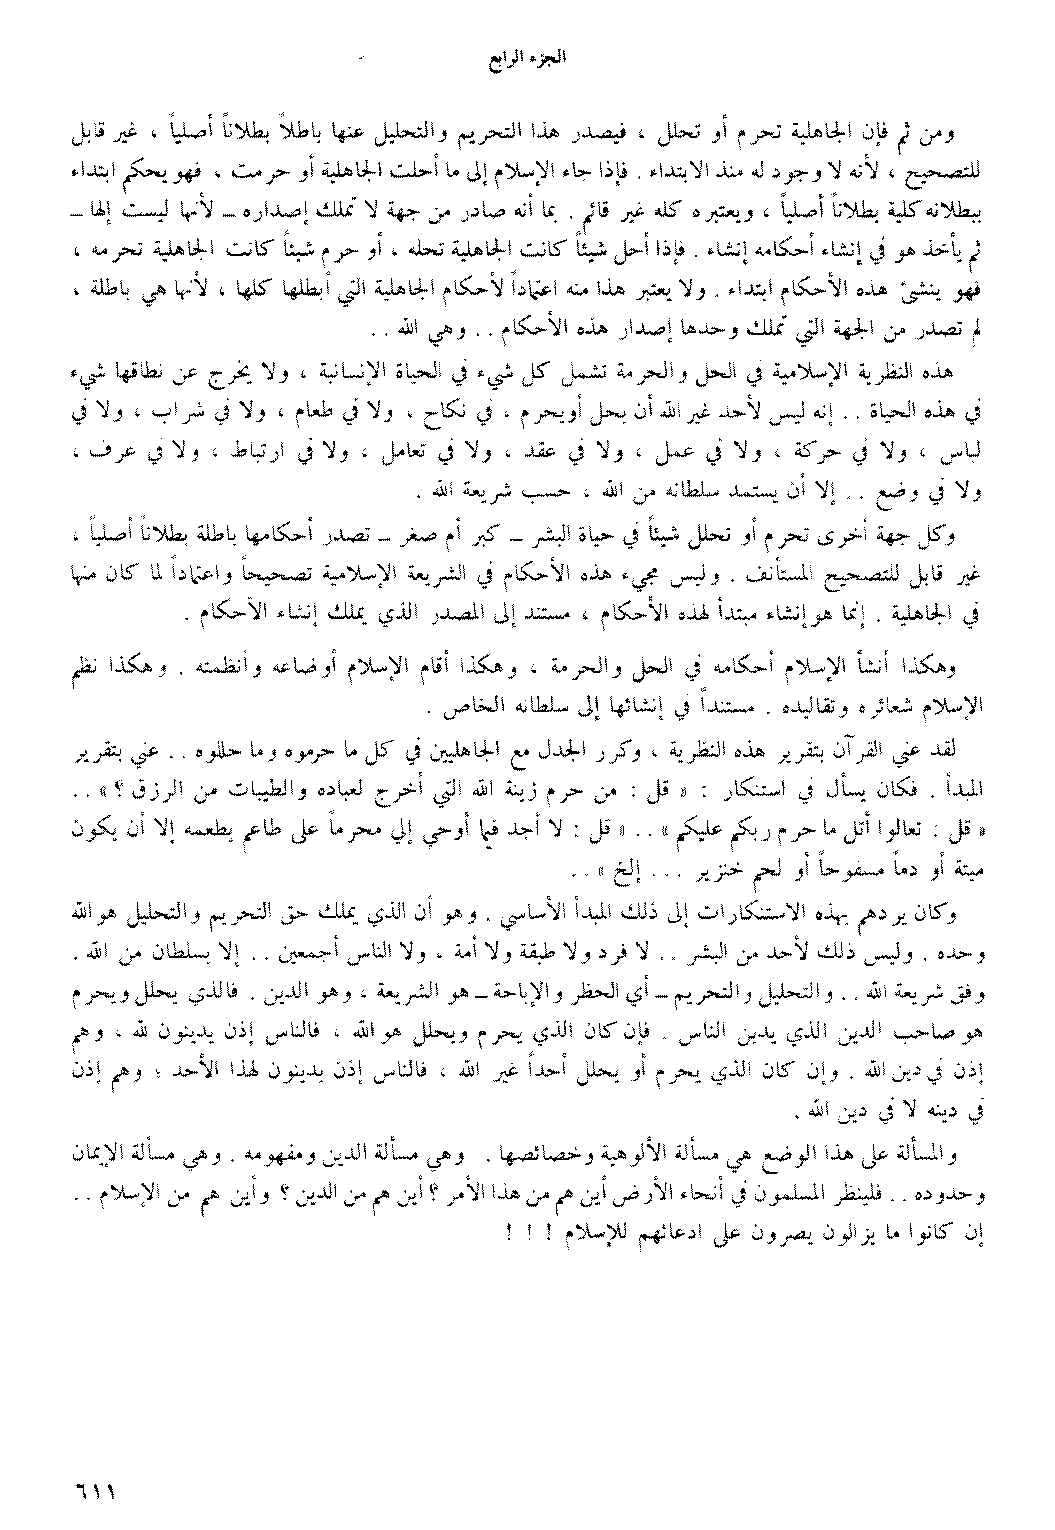 الجزء الرابع
ومن ثم فإن الجاهلية تحرم أو تحلل ، فيصدر هذا التحريم والتحليل عنها باطلاً بطلاناً أصلياً ، غير قابل
للتصحيح ، لأنه لا وجود له منذ الابتداء . فإذا جاء الإسلام إلى ما أحلت الجاهلية أو حرمت ، فهو يحكم ابتداء
ببطلانه كلية بطلاناً أصلياً ، ويعتبره كله غير قائم . بما أنه صادر من جهة لا تملك إصداره – لأنها ليست إلها –
ثم يأخذ هو في إنشاء أحكامه إنشاء . فإذا أحل شيئاً كانت الجاهلية تحله ، أو حرم شيئاً كانت الجاهلية تحرمه ،
فهو ينشئ هذه الأحكام ابتداء . ولا يعتبر هذا منه اعتماداً لأحكام الجاهلية التي أبطلها كلها ، لأنها هي باطلة ،
لم تصدر من الجهة التي تملك وحدها إصدار هذه الأحكام .. وهي الله ..
هذه النظرية الإسلامية في الحل والحرمة تشمل كل شيء في الحياة الإنسانية ، ولا يخرج عن نطاقها شيء
في هذه الحياة .. إنه ليس لأحد غير الله أن يحل أويحرم ، في نكاح ، ولا في طعام ، ولا في شراب ، ولا في
لباس ، ولا في حركة ، ولا في عمل ، ولا في عقد ، ولا في تعامل ، ولا في ارتباط ، ولا في عرف ،
ولا في وضع .. إلا أن يستمد سلطانه من الله ، حسب شريعة الله .
وكل جهة أخرى تحرم أو تحلل شيئاً في حياة البشر – كبر أم صغر – تصدر أحكامها باطلة بطلاناً أصلياً ،
غير قابل للتصحيح المستأنف . وليس مجيء هذه الأحكام في الشريعة الإسلامية تصحيحاً واعتماداً لما كان منها
في الجاهلية . إنما هو إنشاء مبتدأ لهذه الأحكام ، مستند إلى المصدر الذي يملك إنشاء الأحكام .
وهكذا أنشأ الإسلام أحكامه في الحل والحرمة ، وهكذا أقام الإسلام أوضاعه وأنظمته . وهكذا نظم
الإسلام شعائره وتقاليده . مستنداً في إنشائها إلى سلطانه الخاص .
لقد عني القرآن بتقرير هذه النظرية ، وكرر الجدل مع الجاهليين في كل ما حرموه وما حللوه .. عني بتقرير
المبدأ . فكان يسأل في استنكار : « قل : من حرم زينة الله التي أخرج لعباده والطيبات من الرزق ؟ » ..
« قل : تعالوا أتل ما حرم ربكم عليكم » .. « قل : لا أجد فيما أوحي إلي محرماً على طاعم يطعمه إلا أن يكون
ميتة أو دماً مسفوحاً أو لحم خنزير ... إلخ » ..
وكان يردهم بهذه الاستنكارات إلى ذلك المبدأ الأساسي . وهو أن الذي يملك حق التحريم والتحليل هو الله
وحده . وليس ذلك لأحد من البشر .. لا فرد ولا طبقة ولا أمة ، ولا الناس أجمعين .. إلا بسلطان من الله .
وفق شريعة الله .. والتحليل والتحريم – أي الحظر والإباحة – هو الشريعة ، وهو الدين . فالذي يحلل ويحرم
هو صاحب الدين الذي يدين الناس . فإن كان الذي يحرم ويحلل هو الله ، فالناس إذن يدينون لله ، وهم
إذن في دين الله . وإن كان الذي يحرم أو يحلل أحداً غير الله ، فالناس إذن يدينون لهذا الأحد ؛ وهم إذن
في دينه لا في دين الله .
والمسألة على هذا الوضع هي مسألة الألوهية وخصائصها . وهي مسألة الدين ومفهومه . وهي مسألة الإيمان
وحدوده .. فلينظر المسلمون في أنحاء الأرض أين هم من هذا الأمر ؟ أين هم من الدين ؟ وأين هم من الإسلام ..
إن كانوا ما يزالون يصرون على ادعائهم للإسلام ! ! !
٦١١